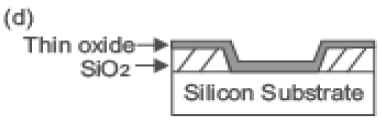 (d)
Thin oxide
SiO₂
Silicon Substrate